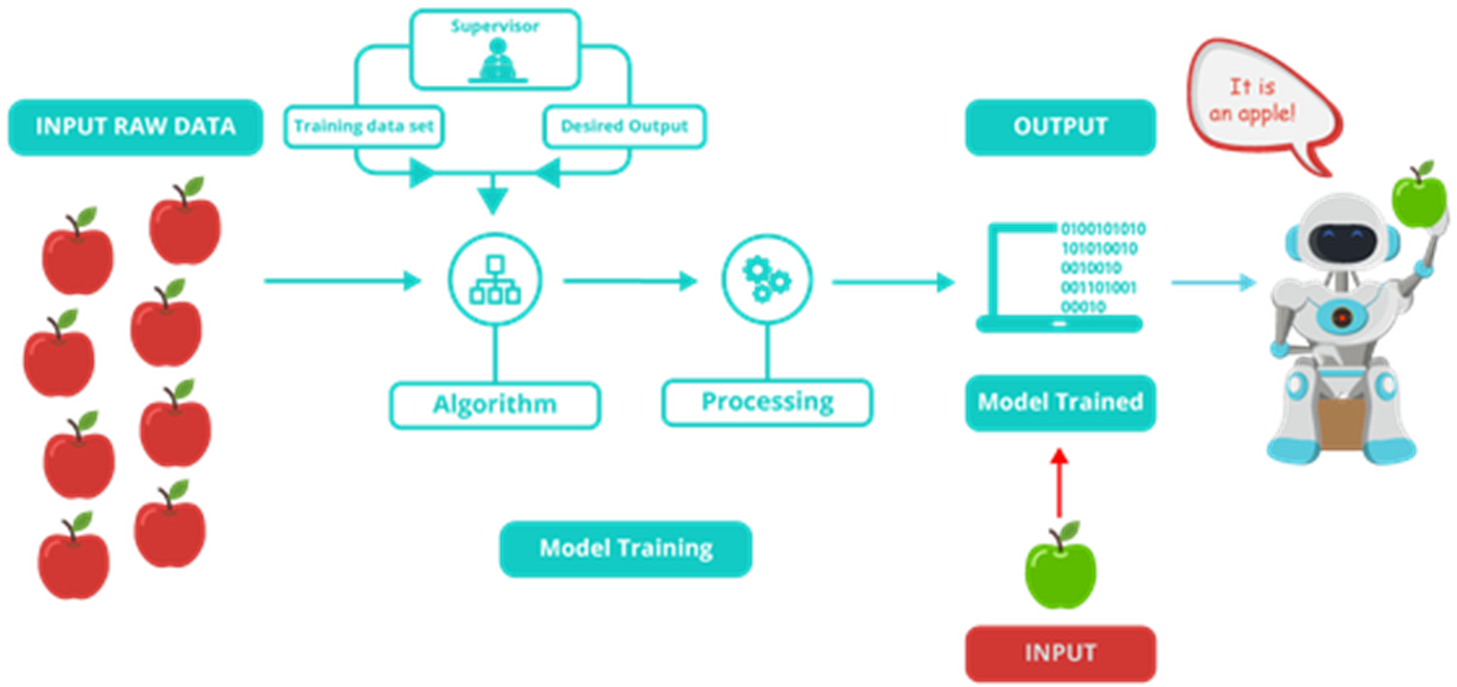 Supervisor
INPUT RAW DATA
Training data set
Desired Output
OUTPUT
It is
an apple!
0100101010
101010010
0010010
001101001
00010
Algorithm
Processing
Model Trained
Model Training
INPUT